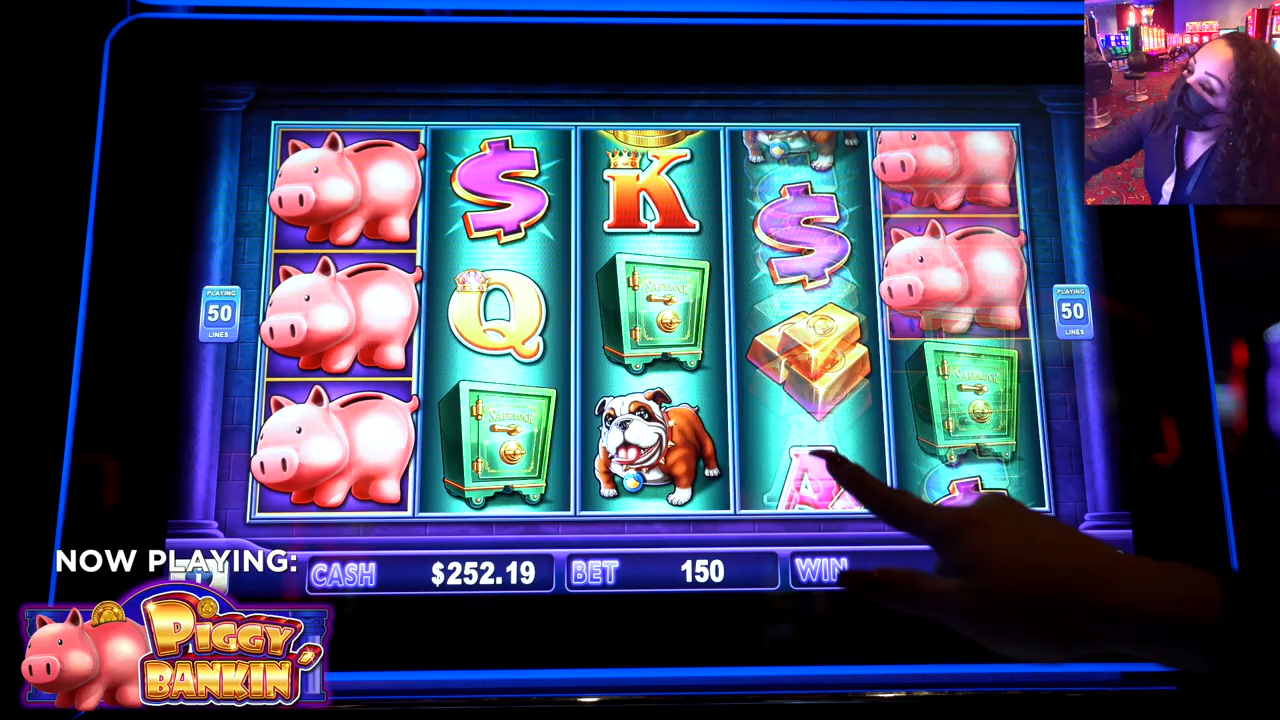 $
K
$
PLAYING
50
LINES
Q
SAFELOCK
PLAYING
50
LINES
SAFELOCK
SAFELOCK
A
NOW PLAYING:
CASH $252.19 BET 150 WIN
PIGGY
BANKIN'